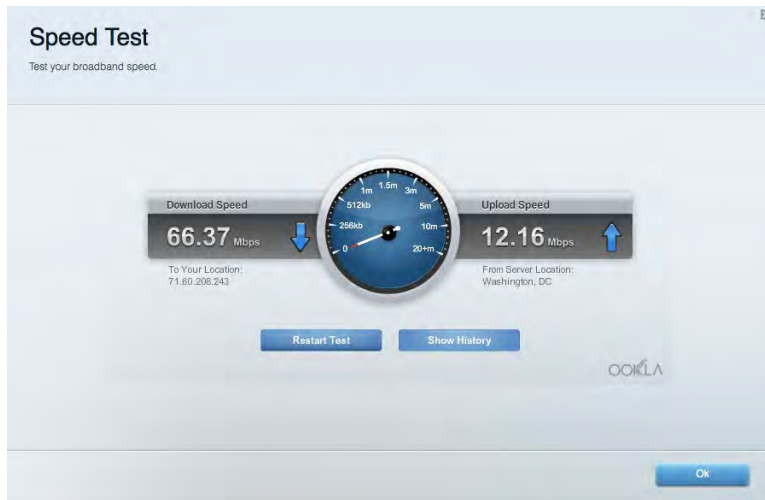 Speed Test
Test your broadband speed.
Download Speed
66.37 Mbps
To Your Location:
71.60.208.243
0
256kb
512kb
1m
1.5m
3m
5m
10m
20+m
Upload Speed
12.16 Mbps
From Server Location:
Washington, DC
Restart Test
Show History
OOKLA
Ok